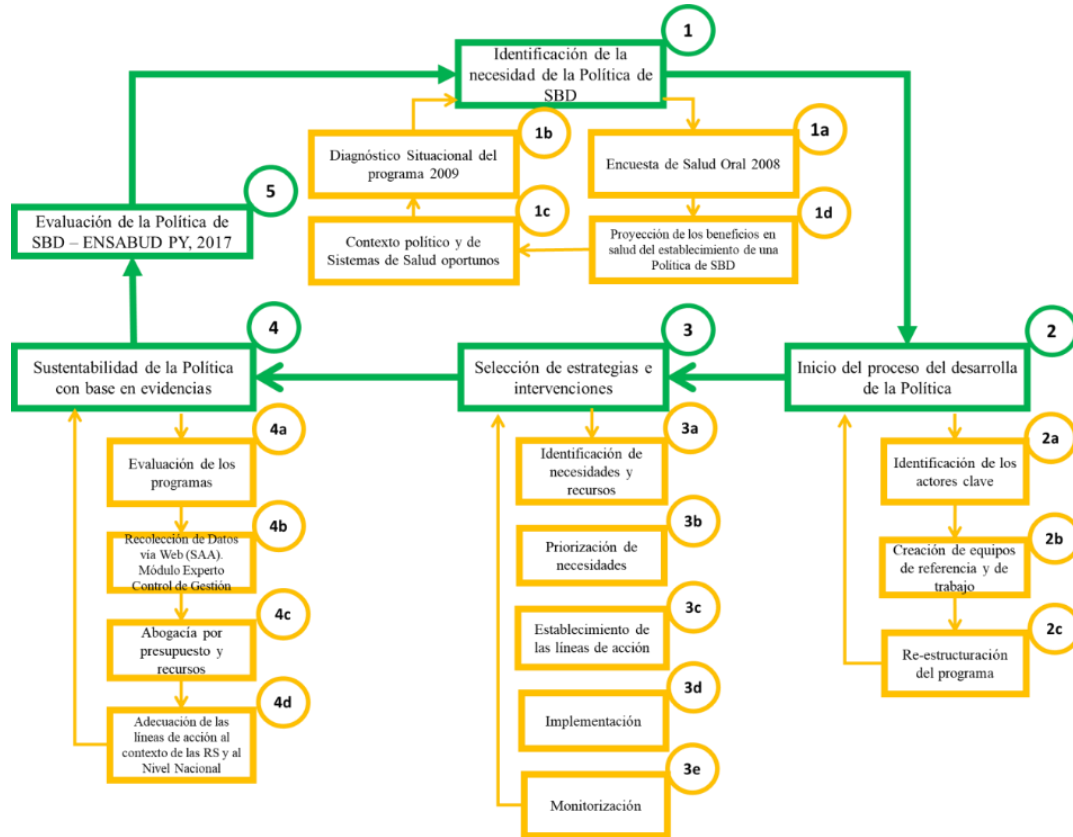 1
Identificación de la
necesidad de la Política de
SBD
1b
Diagnóstico Situacional del
programa 2009
1a
Encuesta de Salud Oral 2008
5
Evaluación de la Política de
SBD – ENSABUD PY, 2017
1c
Contexto político y de
Sistemas de Salud oportunos
1d
Proyección de los beneficios en
salud del establecimiento de una
Política de SBD
4
Sustentabilidad de la Política
con base en evidencias
3
Selección de estrategias e
intervenciones
2
Inicio del proceso del desarrolla
de la Política
4a
Evaluación de los
programas
4b
Recolección de Datos
vía Web (SAA).
Módulo Experto
Control de Gestión
4c
Abogacía por
presupuesto y
recursos
4d
Adecuación de las
líneas de acción al
contexto de las RS y al
Nivel Nacional
3a
Identificación de
necesidades y
recursos
3b
Priorización de
necesidades
3c
Establecimiento de
las líneas de acción
3d
Implementación
3e
Monitorización
2a
Identificación de los
actores clave
2b
Creación de equipos
de referencia y de
trabajo
2c
Re-estructuración
del programa